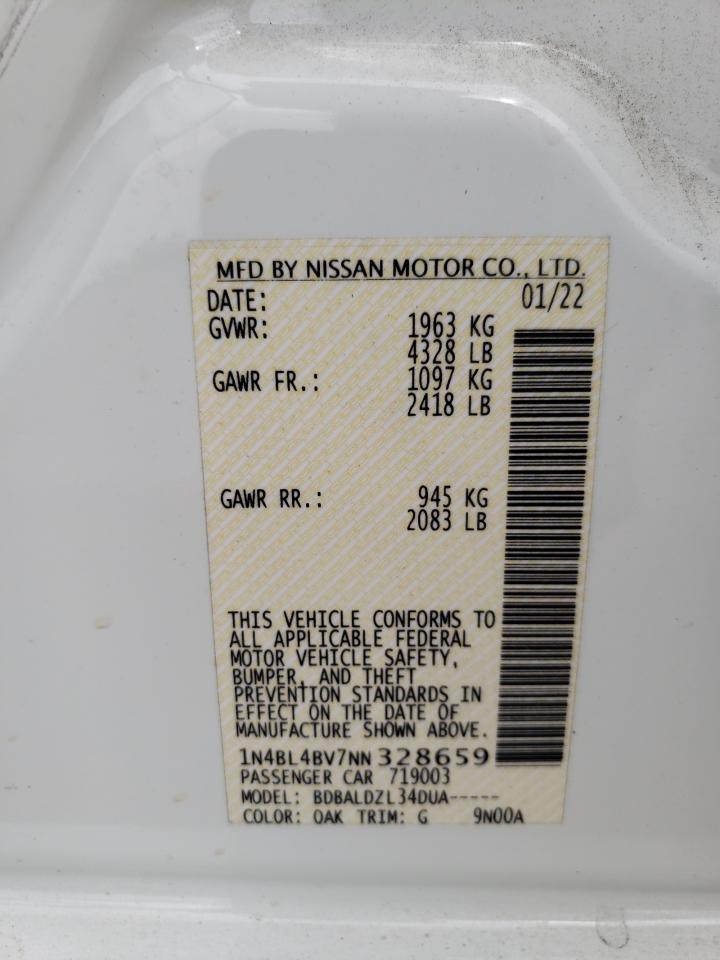 MFD BY NISSAN MOTOR CO., LTD.
DATE: 01/22
GVWR: 1963 KG
4328 LB
GAWR FR.: 1097 KG
2418 LB
GAWR RR.: 945 KG
2083 LB
THIS VEHICLE CONFORMS TO
ALL APPLICABLE FEDERAL
MOTOR VEHICLE SAFETY,
BUMPER, AND THEFT
PREVENTION STANDARDS IN
EFFECT ON THE DATE OF
MANUFACTURE SHOWN ABOVE.
1N4BL4BV7NN328659
PASSENGER CAR 719003
MODEL: BDBALDZL34DUA-----
COLOR: OAK TRIM: G 9N00A